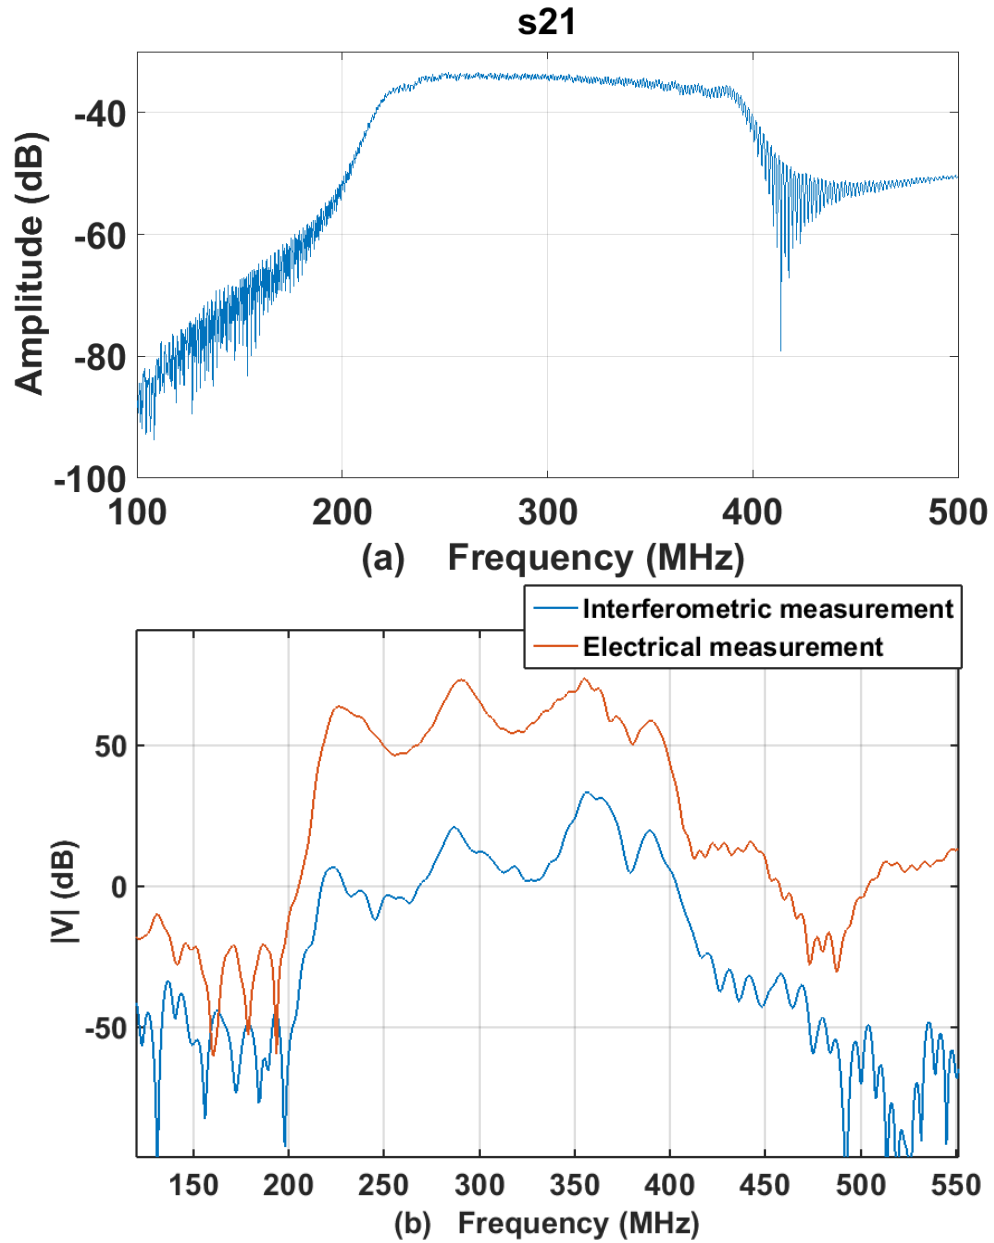 s21
Amplitude (dB)
-40
-60
-80
-100
100 200 300 400 500
(a) Frequency (MHz)
Interferometric measurement
Electrical measurement
|V| (dB)
50
0
-50
150 200 250 300 350 400 450 500 550
(b) Frequency (MHz)